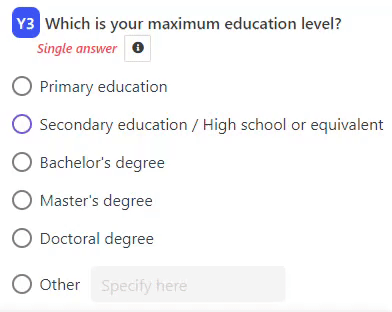 Y3 Which is your maximum education level?
Single answer i
Primary education
Secondary education / High school or equivalent
Bachelor's degree
Master's degree
Doctoral degree
Other Specify here